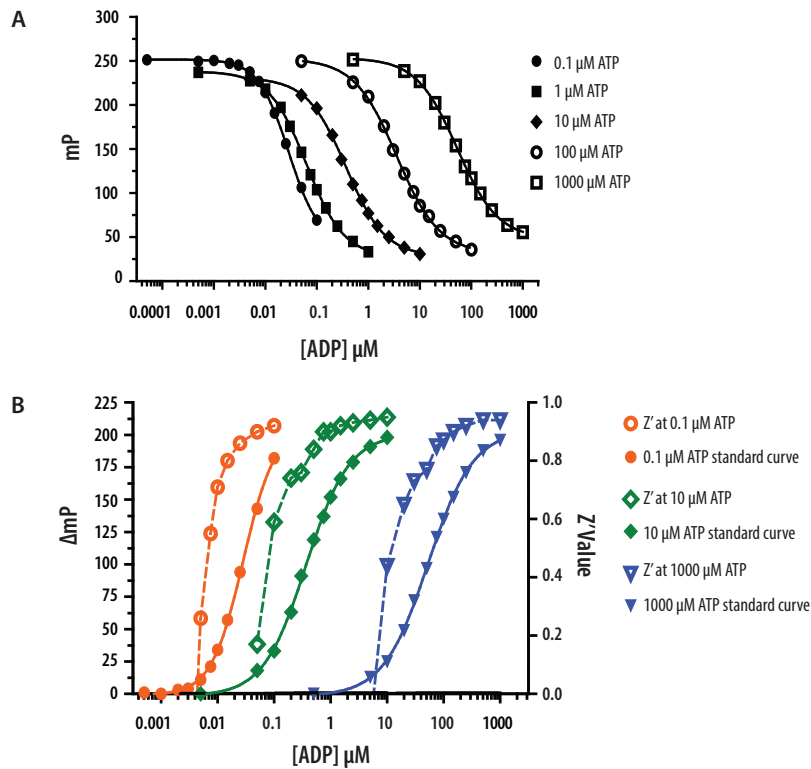 A
300
250
200
150
100
50
0
mP
0.0001 0.001 0.01 0.1 1 10 100 1000
[ADP] µM
0.1 µM ATP
1 µM ATP
10 µM ATP
100 µM ATP
1000 µM ATP
B
225
200
175
150
125
100
75
50
25
0
ΔmP
1.0
0.8
0.6
0.4
0.2
0.0
Z' Value
0.001 0.01 0.1 1 10 100 1000
[ADP] µM
Z' at 0.1 µM ATP
0.1 µM ATP standard curve
Z' at 10 µM ATP
10 µM ATP standard curve
Z' at 1000 µM ATP
1000 µM ATP standard curve